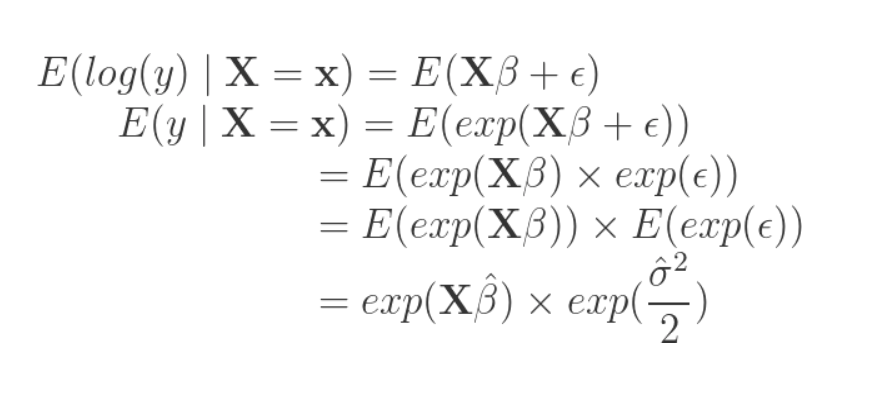 E(log(y) | X = x) = E(Xβ + ϵ)
E(y | X = x) = E(exp(Xβ + ϵ))
= E(exp(Xβ) × exp(ϵ))
= E(exp(Xβ)) × E(exp(ϵ))
= exp(Xβ̂) × exp(σ̂²/2)